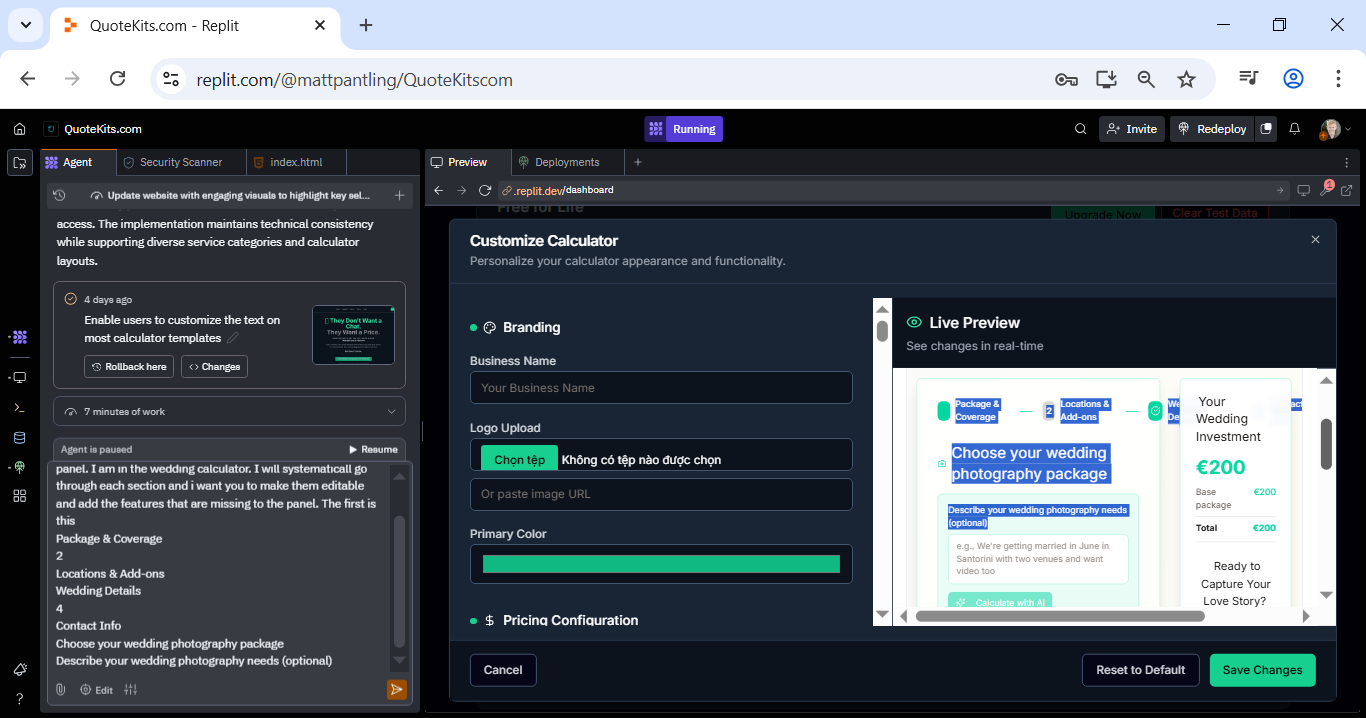 QuoteKits.com - Replit
replit.com/@mattpantling/QuoteKitscom
QuoteKits.com
Running
Invite
Redeploy
Agent
Security Scanner
index.html
Preview
Deployments
Update website with engaging visuals to highlight key sel...
.replit.dev/dashboard
1
access. The implementation maintains technical consistency
while supporting diverse service categories and calculator
layouts.
4 days ago
Enable users to customize the text on
most calculator templates
They Don't Want a
Chat.
They Want a Price.
Rollback here
Changes
7 minutes of work
Agent is paused
Resume
panel. I am in the wedding calculator. I will systematicall go
through each section and i want you to make them editable
and add the features that are missing to the panel. The first is
this
Package & Coverage
2
Locations & Add-ons
Wedding Details
4
Contact Info
Choose your wedding photography package
Describe your wedding photography needs (optional)
Edit
Free for Life
Upgrade Now
Clear Test Data
Customize Calculator
Personalize your calculator appearance and functionality.
Branding
Business Name
Your Business Name
Logo Upload
Chọn tệp
Không có tệp nào được chọn
Or paste image URL
Primary Color
$ Pricing Configuration
Live Preview
See changes in real-time
Package &
Coverage
2
Locations &
Add-ons
Choose your wedding
photography package
Describe your wedding photography needs
(optional)
e.g., We're getting married in June in
Santorini with two venues and want
video too
Calculate with AI
Your
Wedding
Investment
€200
Base
package
€200
Total
€200
Ready to
Capture Your
Love Story?
Cancel
Reset to Default
Save Changes